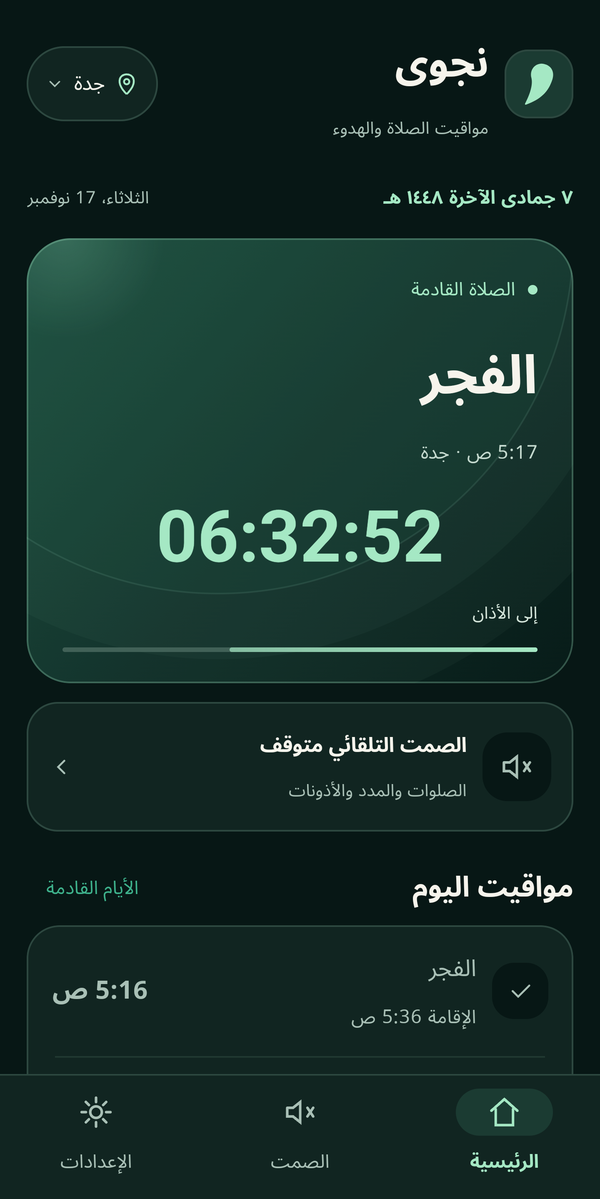 نجوى
مواقيت الصلاة والهدوء
جدة
٧ جمادى الآخرة ١٤٤٨ هـ
الثلاثاء، 17 نوفمبر
الصلاة القادمة
الفجر
5:17 ص · جدة
06:32:52
إلى الأذان
الصمت التلقائي متوقف
الصلوات والمدد والأذونات
مواقيت اليوم
الأيام القادمة
الفجر
5:16 ص
الإقامة 5:36 ص
الرئيسية
الصمت
الإعدادات